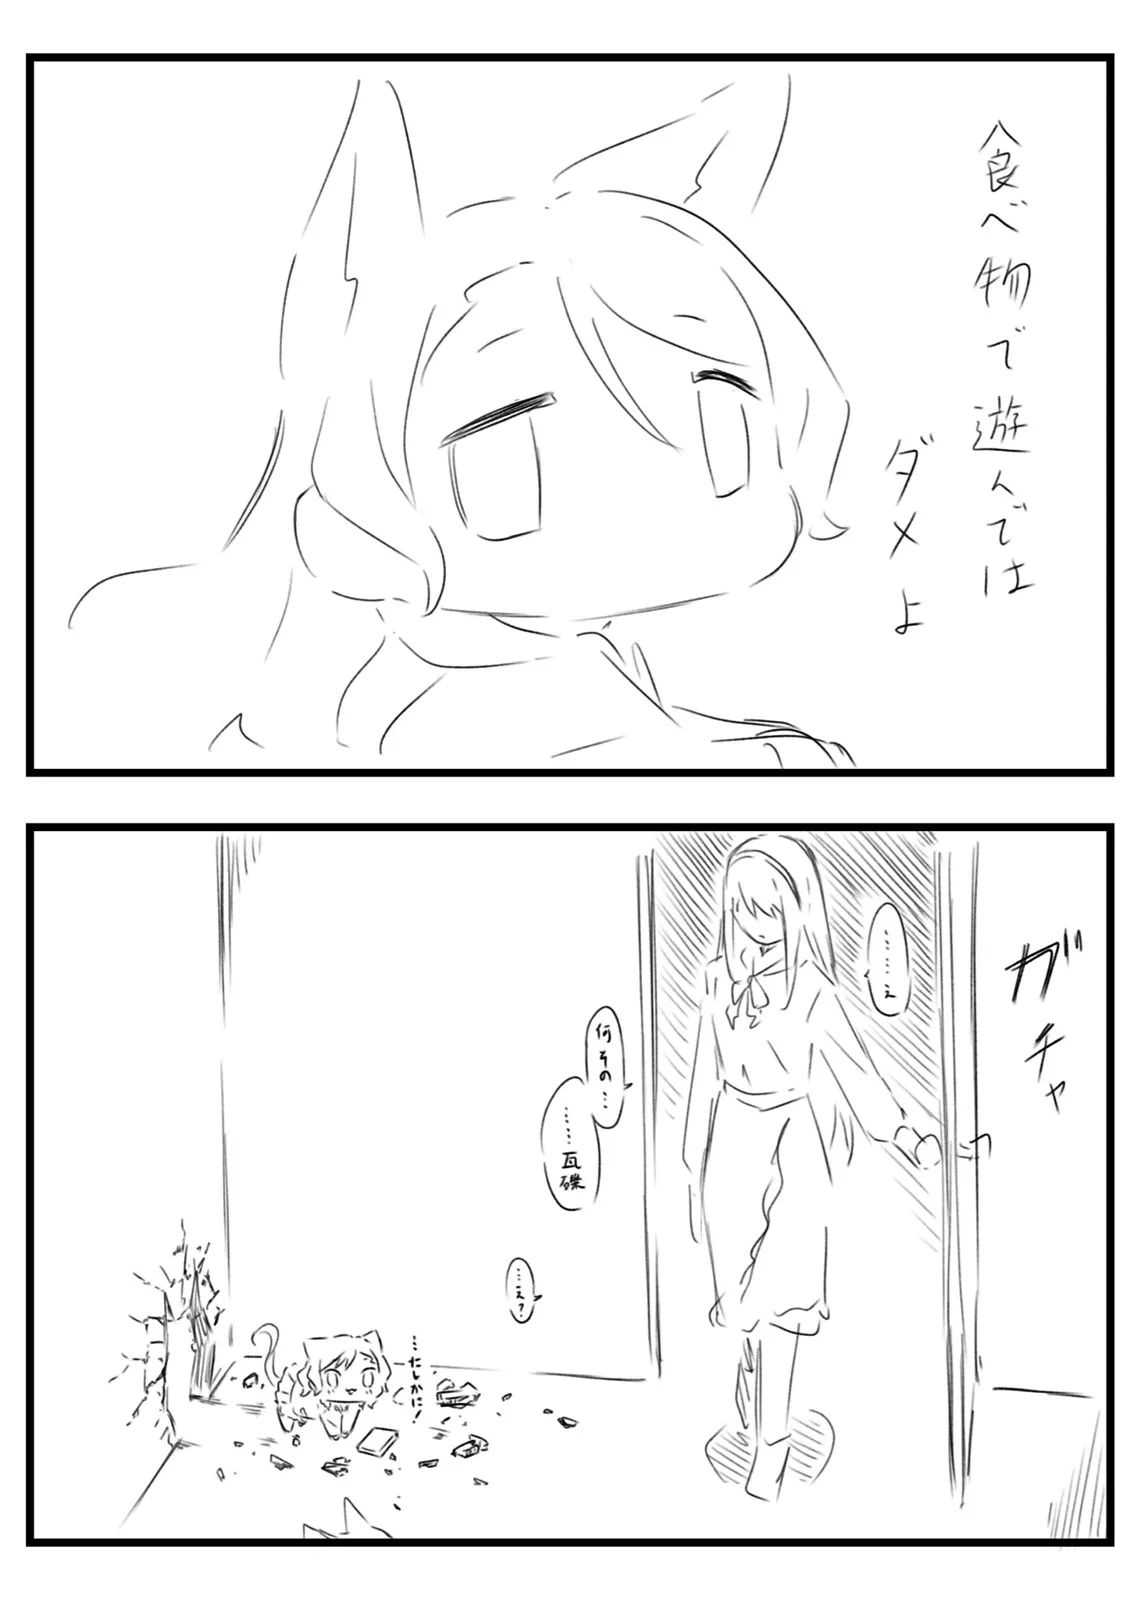 食べ物で遊んでは
ダメよ
ガチャ
……え
何その…
……瓦礫
…え？
…たしかに！